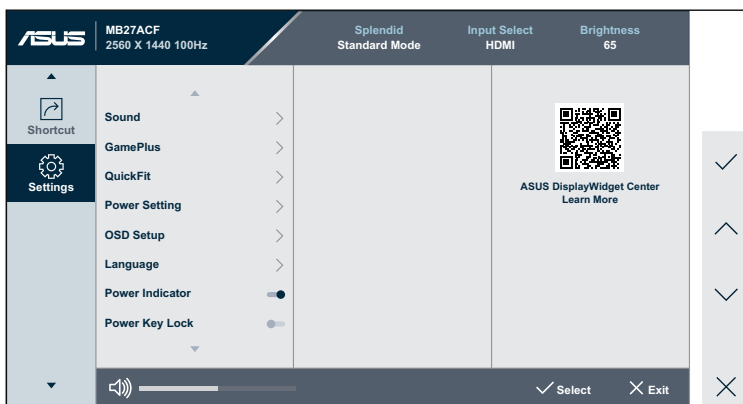 ASUS
MB27ACF
2560 X 1440 100Hz
Splendid
Standard Mode
Input Select
HDMI
Brightness
65
Shortcut
Settings
Sound
GamePlus
QuickFit
Power Setting
OSD Setup
Language
Power Indicator
Power Key Lock
ASUS DisplayWidget Center
Learn More
Select
Exit